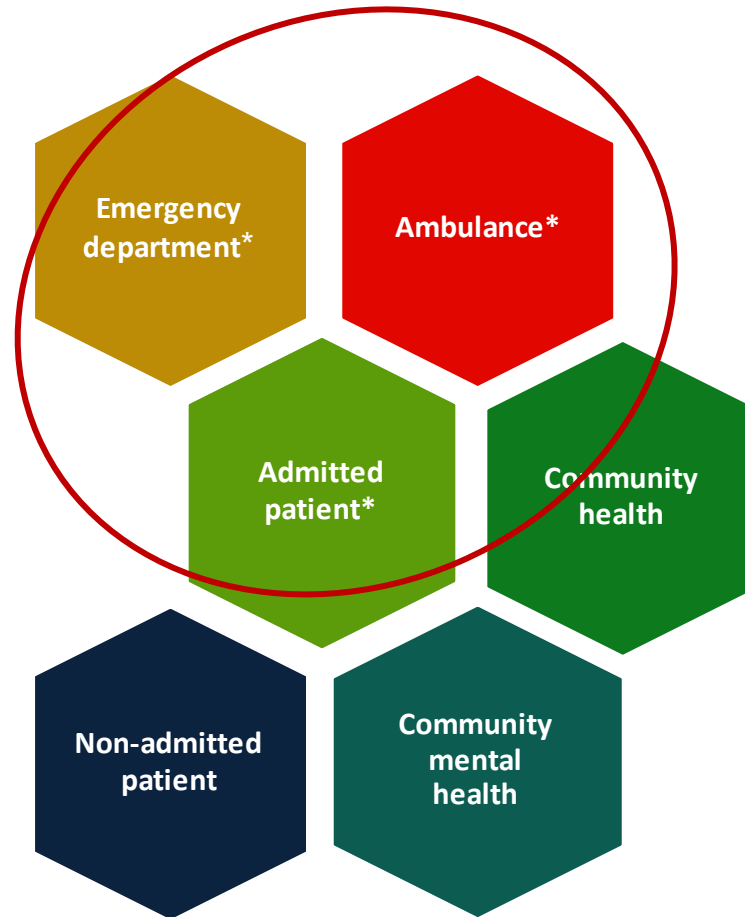 Emergency
department*
Ambulance*
Admitted
patient*
Community
health
Non-admitted
patient
Community
mental
health